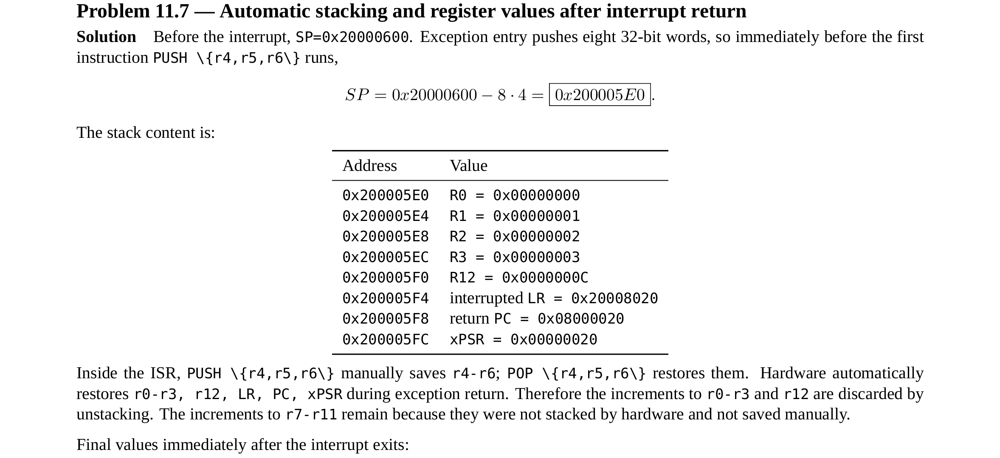 Problem 11.7 — Automatic stacking and register values after interrupt return
Solution Before the interrupt, SP=0x20000600. Exception entry pushes eight 32-bit words, so immediately before the first
instruction PUSH \{r4,r5,r6\} runs,
SP = 0x20000600 − 8 · 4 = 0x200005E0.
The stack content is:
Address Value
0x200005E0 R0 = 0x00000000
0x200005E4 R1 = 0x00000001
0x200005E8 R2 = 0x00000002
0x200005EC R3 = 0x00000003
0x200005F0 R12 = 0x0000000C
0x200005F4 interrupted LR = 0x20008020
0x200005F8 return PC = 0x08000020
0x200005FC xPSR = 0x00000020
Inside the ISR, PUSH \{r4,r5,r6\} manually saves r4-r6; POP \{r4,r5,r6\} restores them. Hardware automatically
restores r0-r3, r12, LR, PC, xPSR during exception return. Therefore the increments to r0-r3 and r12 are discarded by
unstacking. The increments to r7-r11 remain because they were not stacked by hardware and not saved manually.
Final values immediately after the interrupt exits: